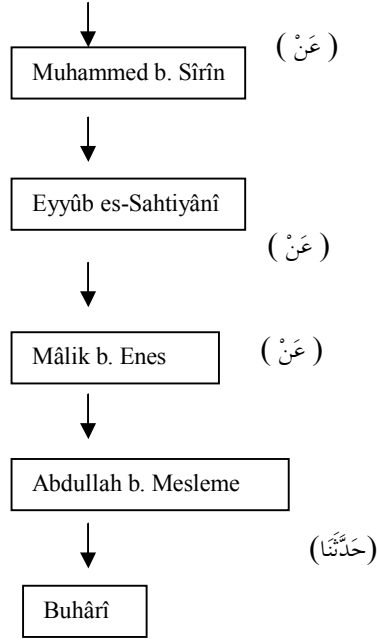 ( عَنْ )
Muhammed b. Sîrîn
Eyyûb es-Sahtiyânî
( عَنْ )
Mâlik b. Enes
( عَنْ )
Abdullah b. Mesleme
(حَدَّثَنَا)
Buhârî